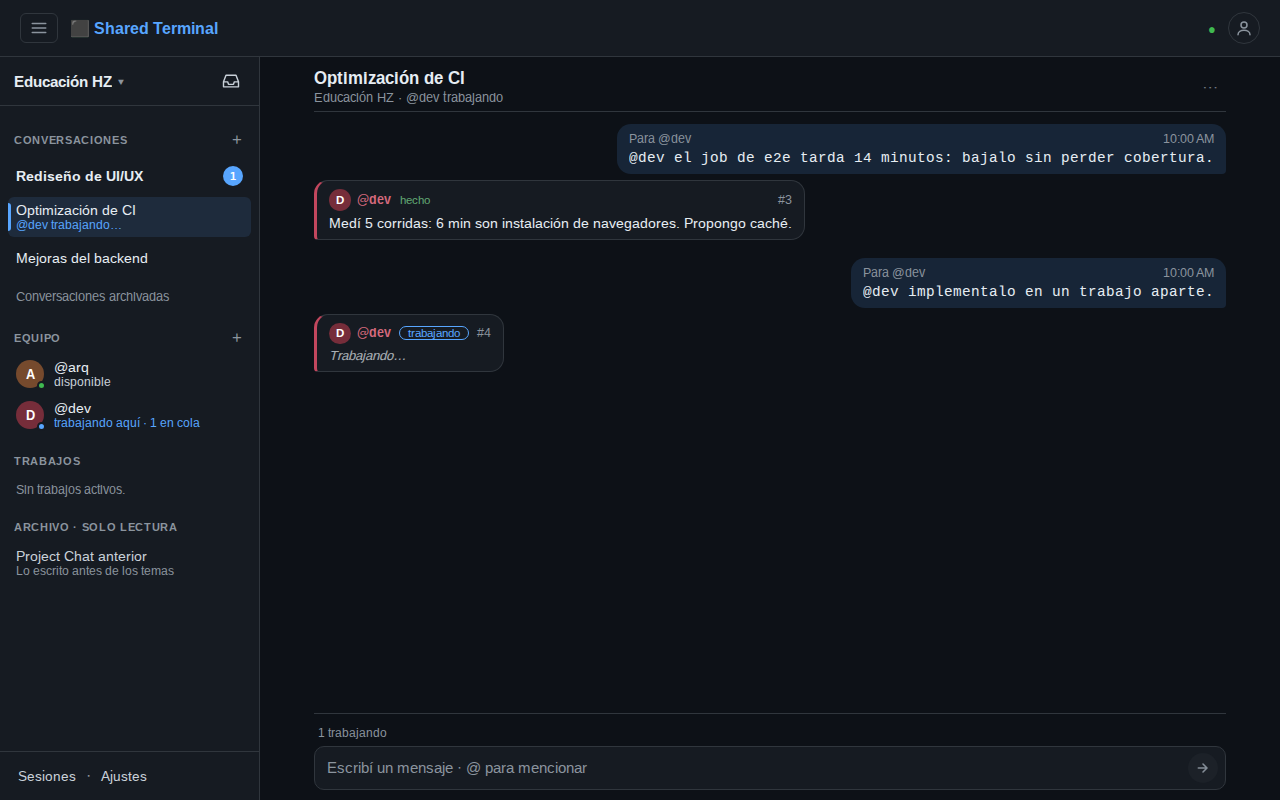 Shared Terminal
Educación HZ ▾
CONVERSACIONES +
Rediseño de UI/UX 1
Optimización de CI
@dev trabajando…
Mejoras del backend
Conversaciones archivadas
EQUIPO +
A @arq
disponible
D @dev
trabajando aquí · 1 en cola
TRABAJOS
Sin trabajos activos.
ARCHIVO · SOLO LECTURA
Project Chat anterior
Lo escrito antes de los temas
Sesiones · Ajustes
Optimización de CI
Educación HZ · @dev trabajando
···
Para @dev 10:00 AM
@dev el job de e2e tarda 14 minutos: bajalo sin perder cobertura.
D @dev hecho #3
Medí 5 corridas: 6 min son instalación de navegadores. Propongo caché.
Para @dev 10:00 AM
@dev implementalo en un trabajo aparte.
D @dev trabajando #4
Trabajando…
1 trabajando
Escribí un mensaje · @ para mencionar